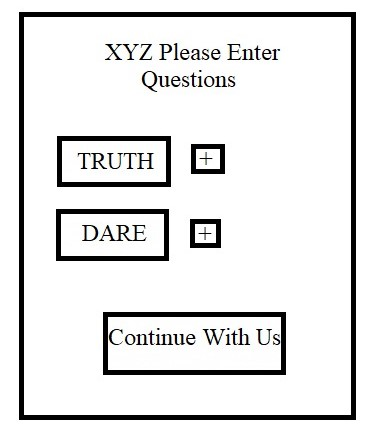 XYZ Please Enter
Questions
TRUTH +
DARE +
Continue With Us